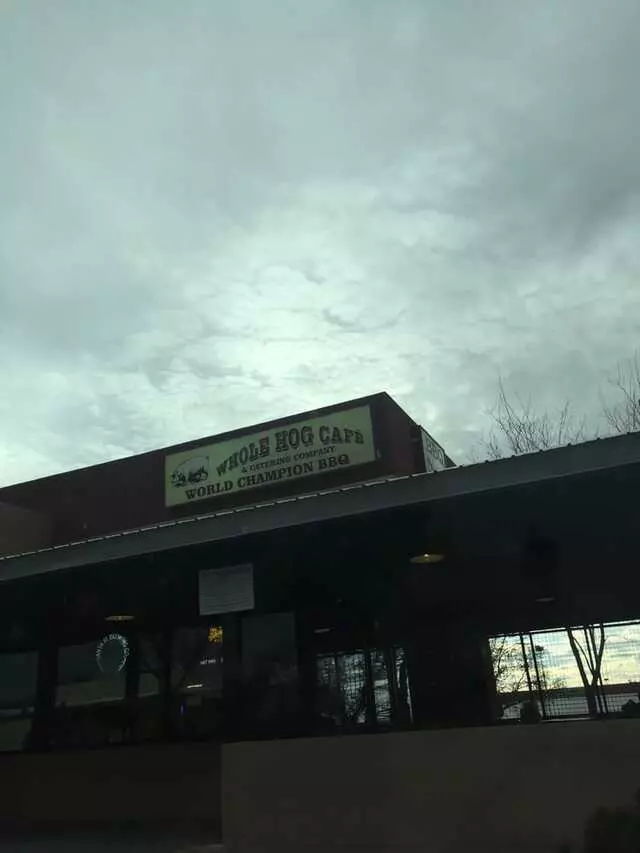 WHOLE HOG CAFE
& CATERING COMPANY
WORLD CHAMPION BBQ